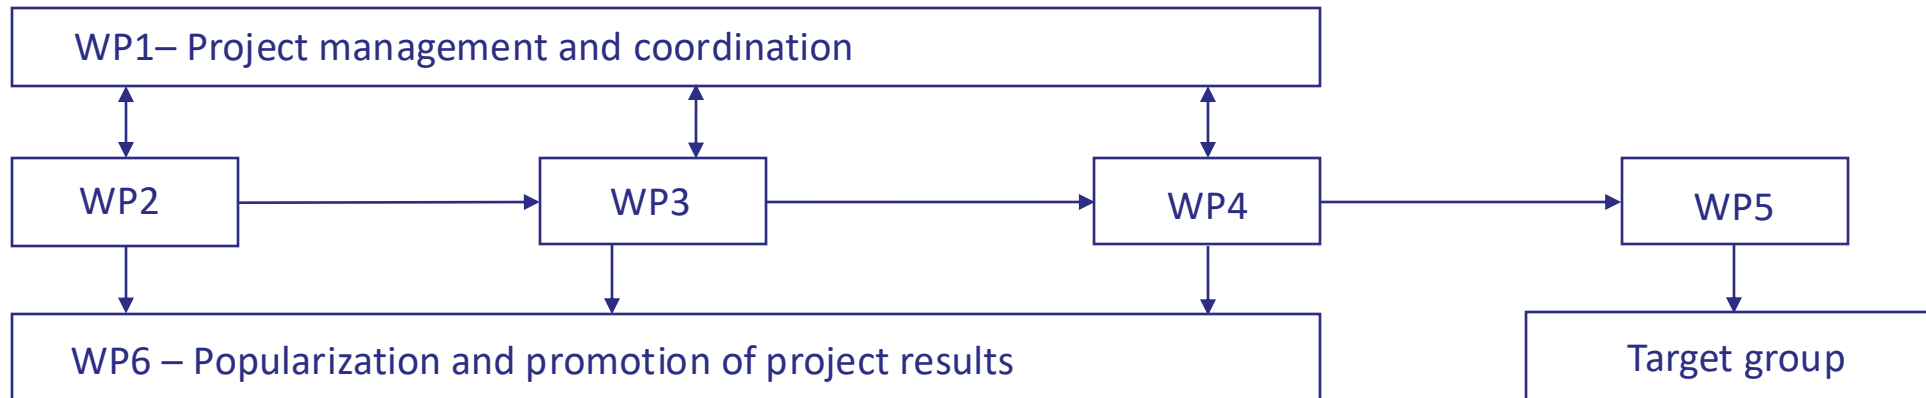 WP1– Project management and coordination
WP2
WP3
WP4
WP5
WP6 – Popularization and promotion of project results
Target group